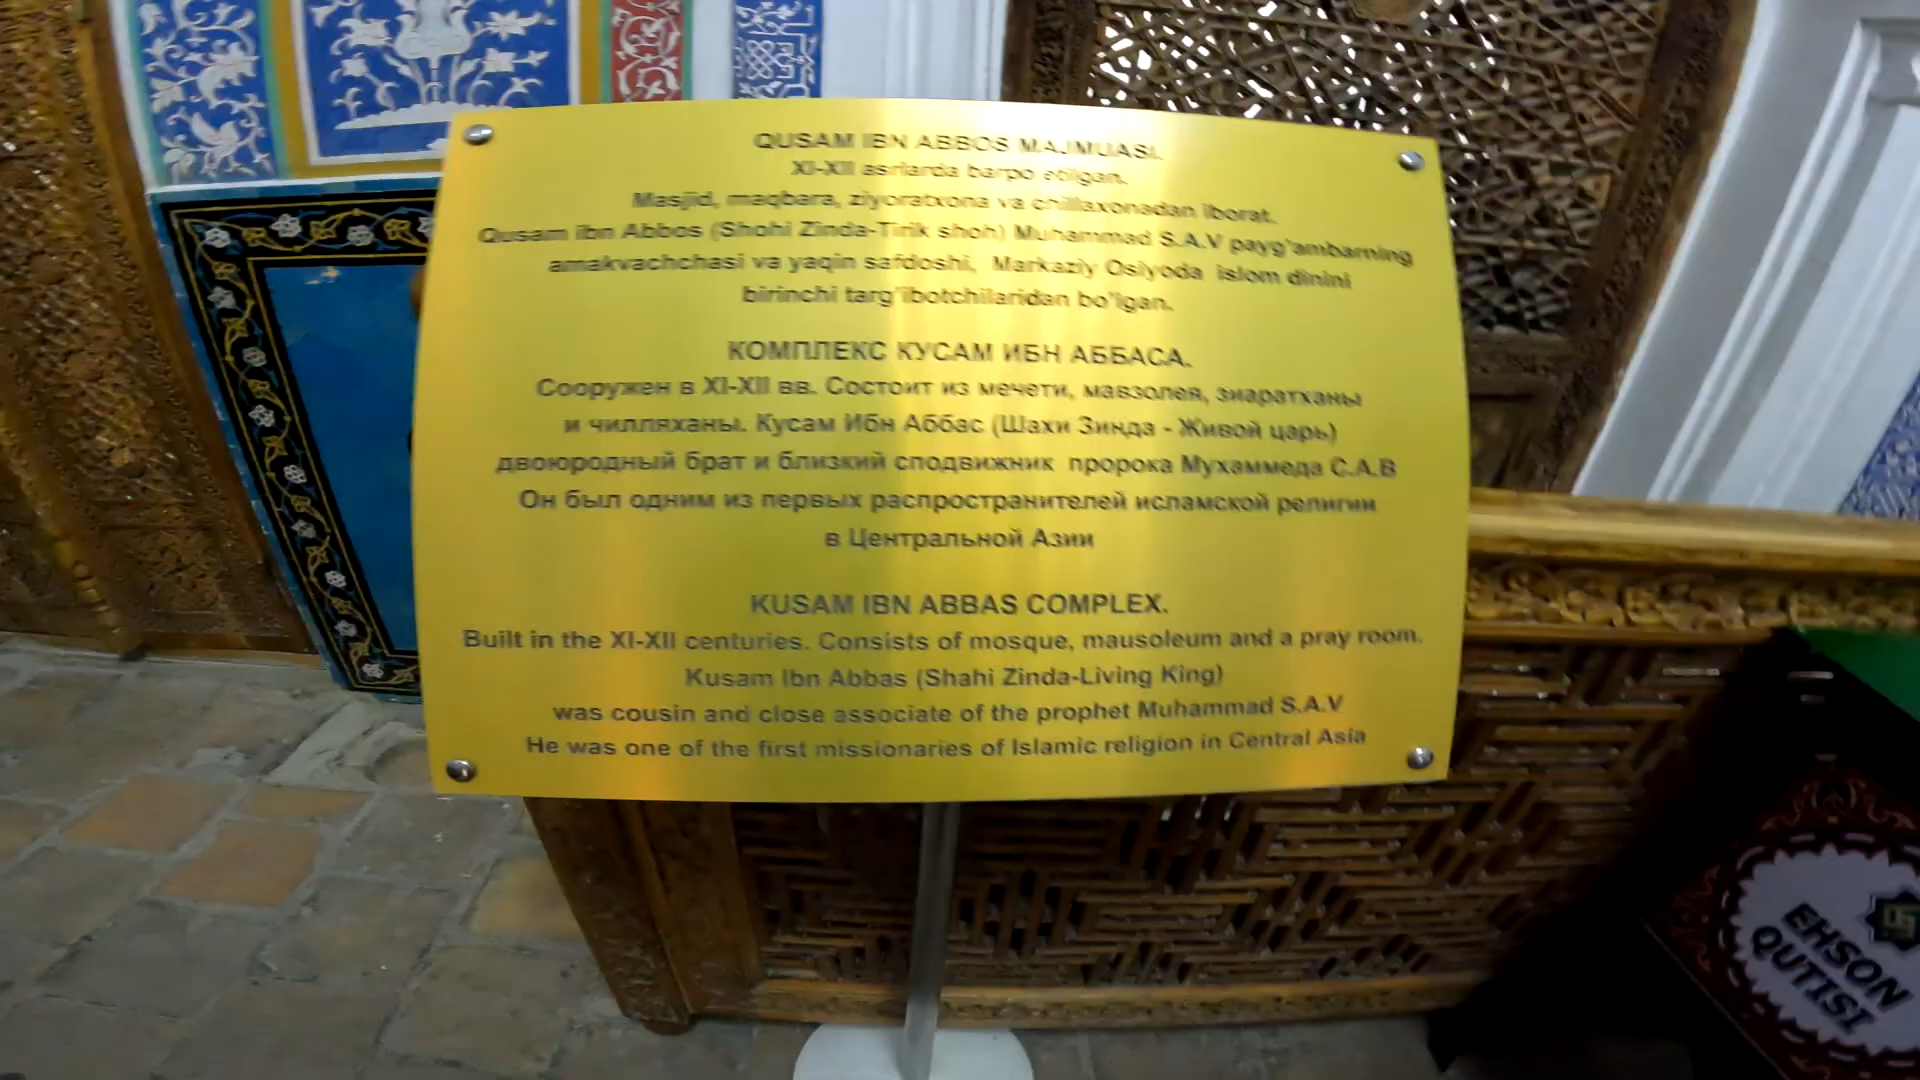 QUSAM IBN ABBOS MAJMUASI.
XI-XII asrlarda barpo etilgan.
Masjid, maqbara, ziyoratxona va chillaxonadan iborat.
Qusam ibn Abbos (Shohi Zinda-Tirik shoh) Muhammad S.A.V payg'ambarning
amakvachchasi va yaqin safdoshi, Markaziy Osiyoda islom dinini
birinchi targ'ibotchilaridan bo'lgan.
КОМПЛЕКС КУСАМ ИБН АББАСА.
Сооружен в XI-XII вв. Состоит из мечети, мавзолея, зиаратханы
и чилляханы. Кусам Ибн Аббас (Шахи Зинда - Живой царь)
двоюродный брат и близкий сподвижник пророка Мухаммеда С.А.В
Он был одним из первых распространителей исламской религии
в Центральной Азии
KUSAM IBN ABBAS COMPLEX.
Built in the XI-XII centuries. Consists of mosque, mausoleum and a pray room.
Kusam Ibn Abbas (Shahi Zinda-Living King)
was cousin and close associate of the prophet Muhammad S.A.V
He was one of the first missionaries of Islamic religion in Central Asia
EHSON
QUTISI